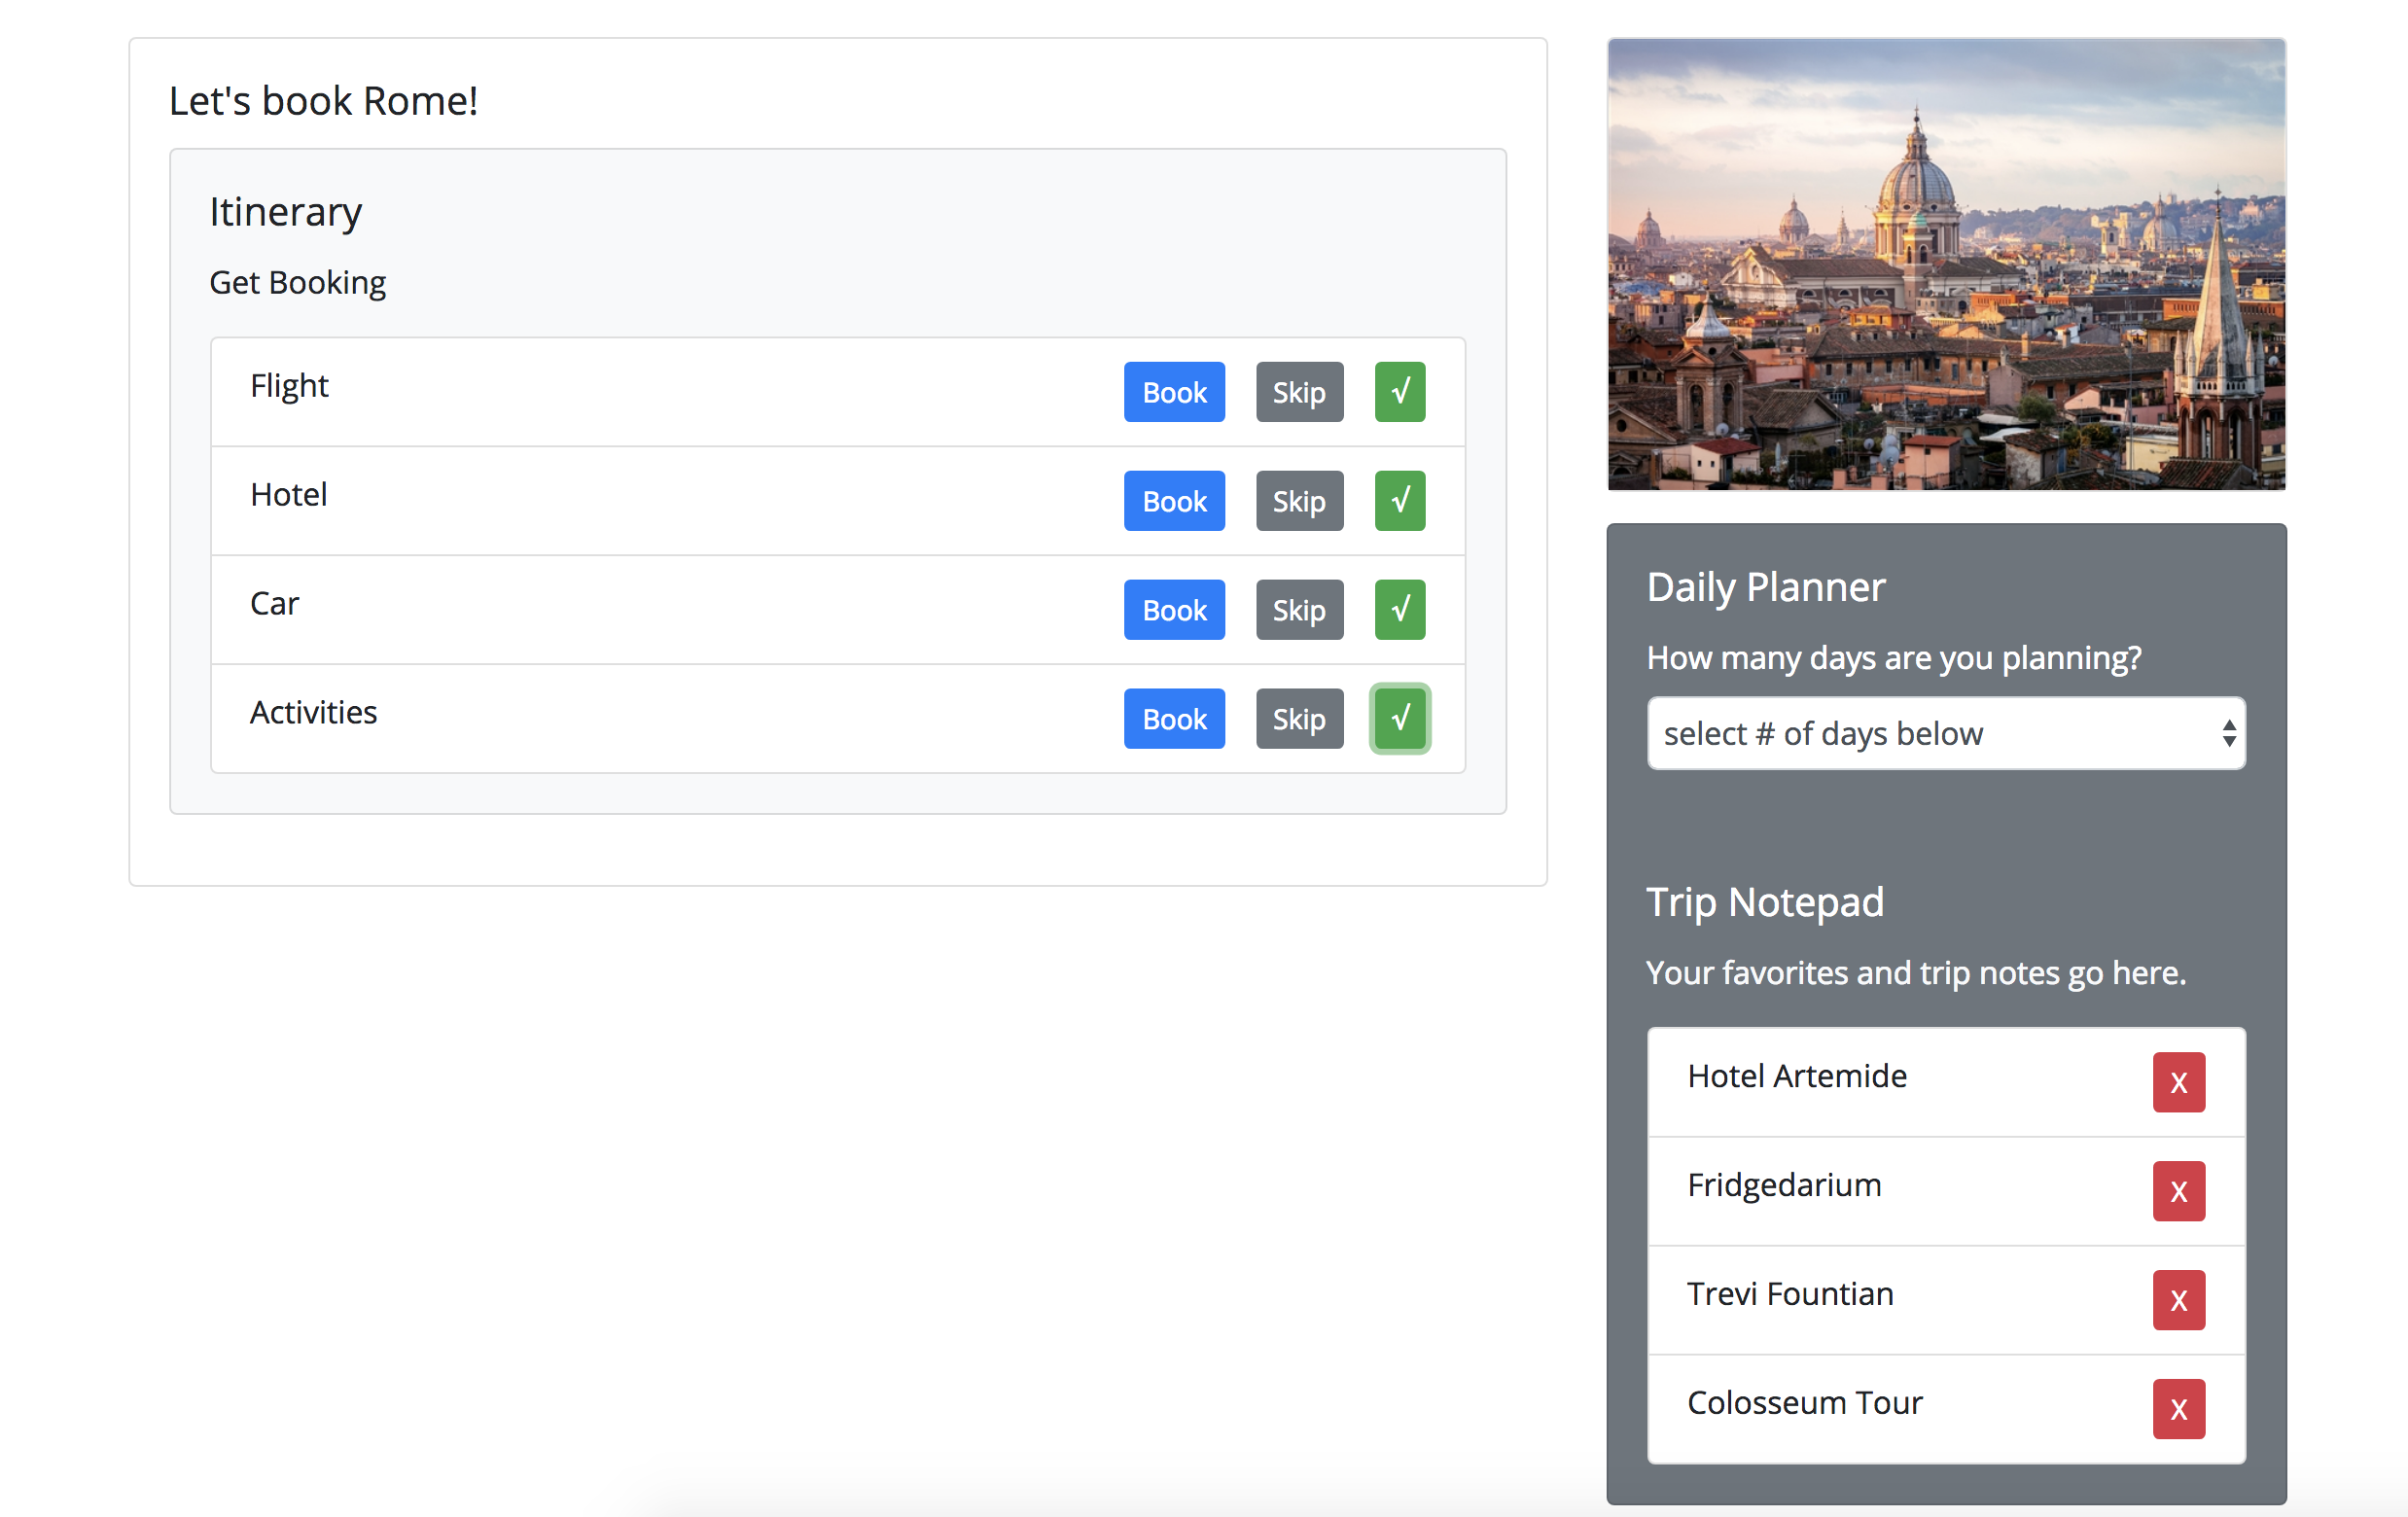 Let's book Rome!
Itinerary
Get Booking
Flight Book Skip √
Hotel Book Skip √
Car Book Skip √
Activities Book Skip √
Daily Planner
How many days are you planning?
select # of days below
Trip Notepad
Your favorites and trip notes go here.
Hotel Artemide X
Fridgedarium X
Trevi Fountian X
Colosseum Tour X